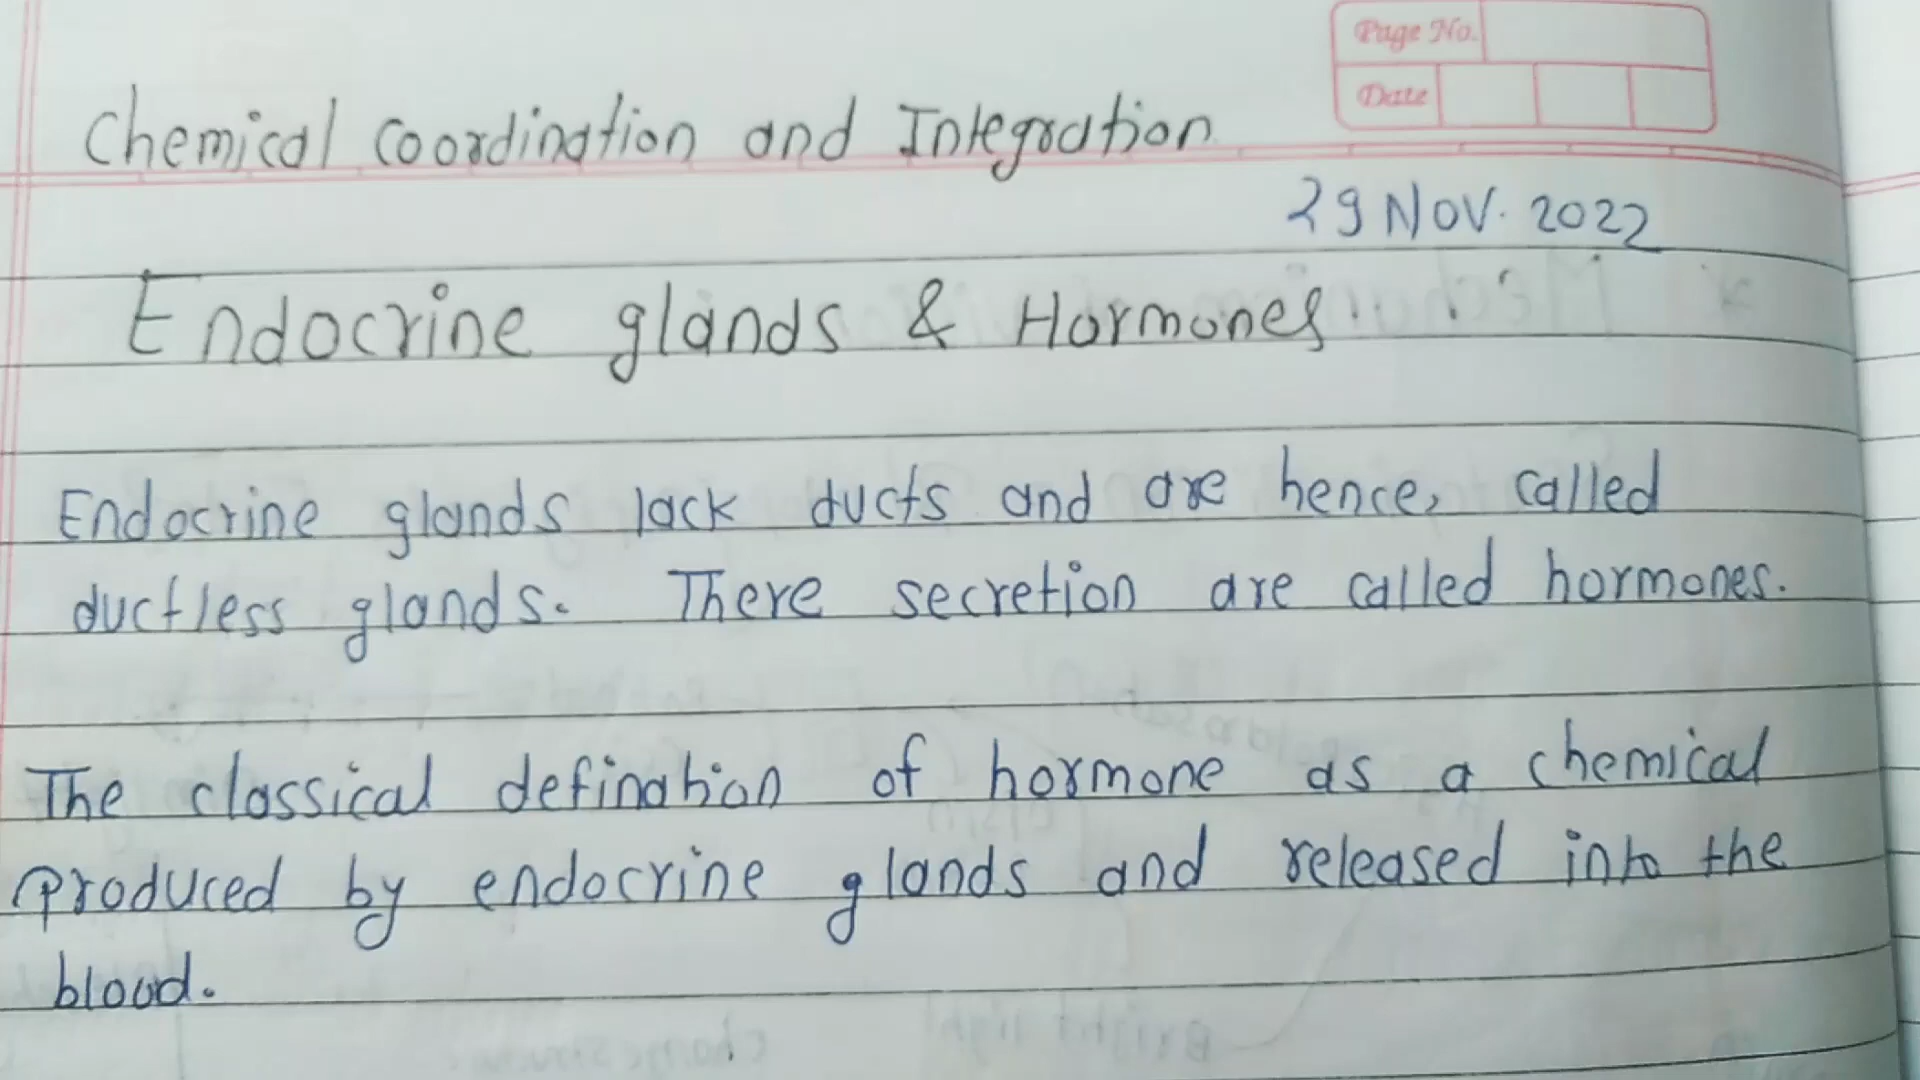 Page No.
Date
Chemical Coordination and Integration
29 Nov. 2022
Endocrine glands & Hormones
Endocrine glands lack ducts and are hence, called
ductless glands. There secretion are called hormones.
The classical defination of hormone as a chemical
produced by endocrine glands and released into the
blood.